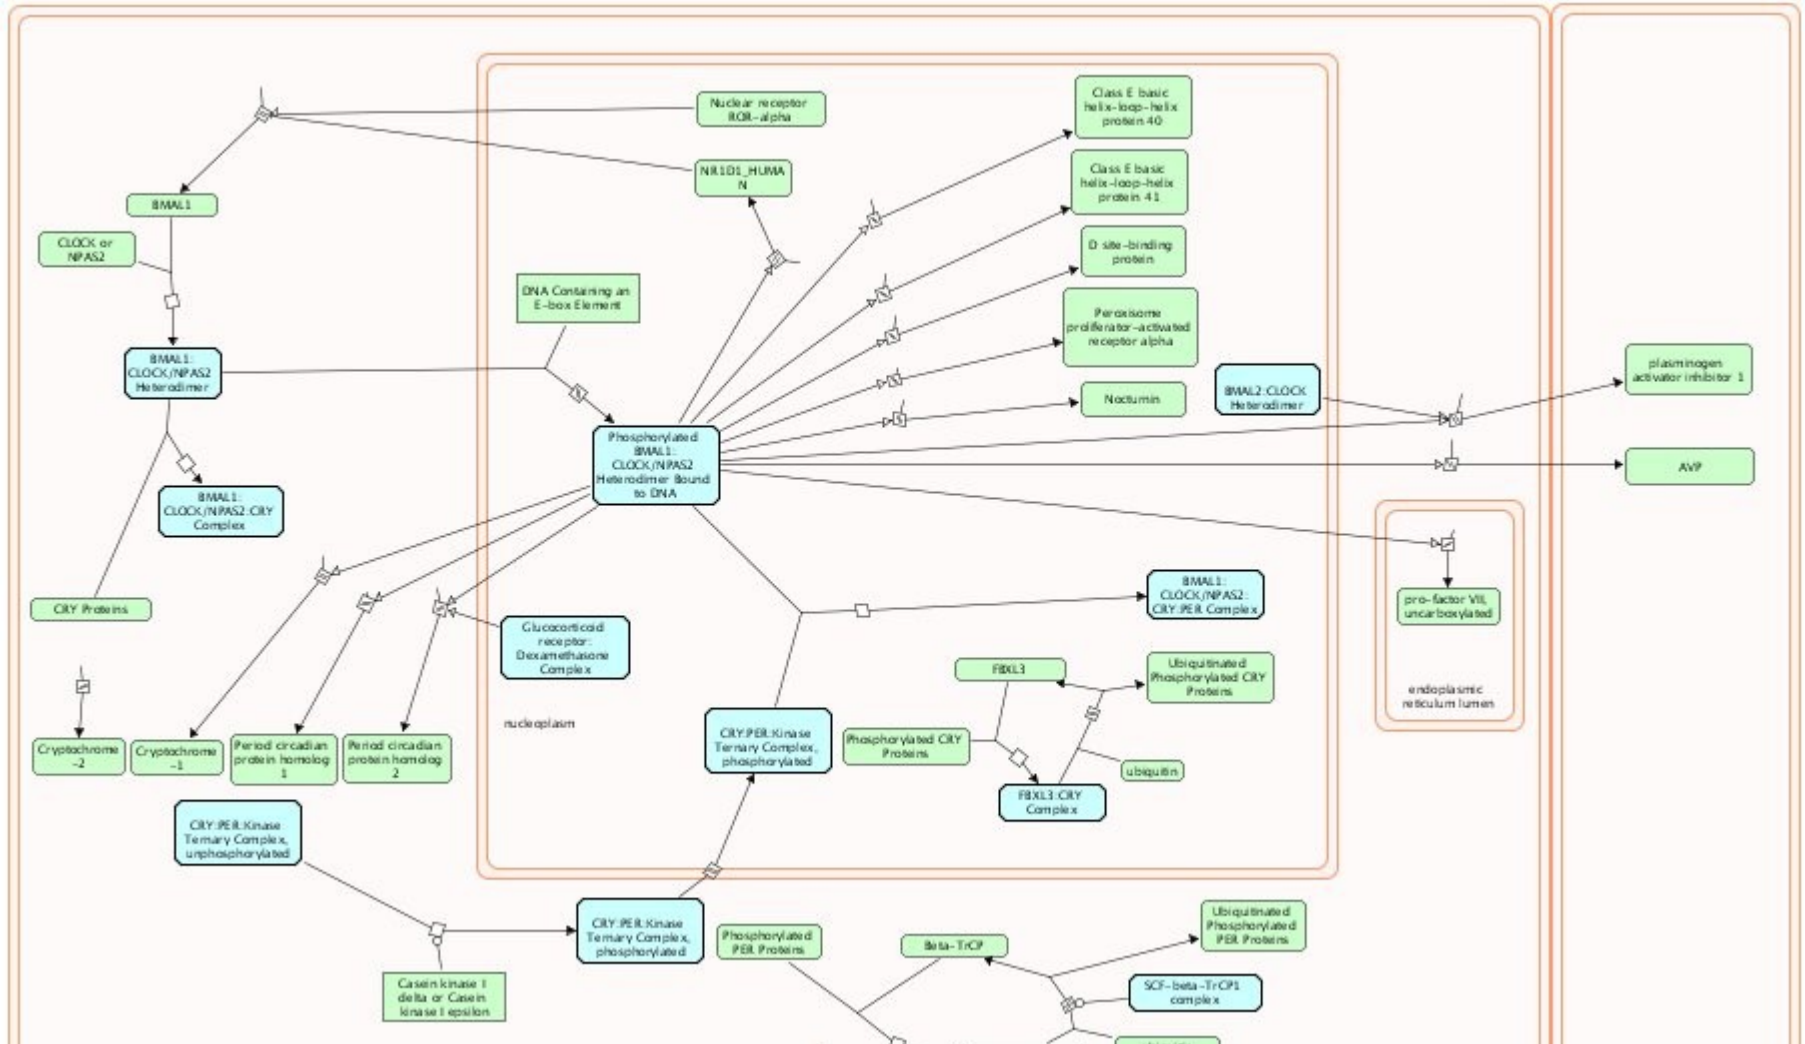 Nuclear receptor
ROR-alpha
NR1D1_HUMA
N
Class E basic
helix-loop-helix
protein 40
Class E basic
helix-loop-helix
protein 41
D site-binding
protein
Peroxisome
proliferator-activated
receptor alpha
Nocturnin
BMAL1
CLOCK or
NPAS2
DNA Containing an
E-box Element
BMAL1:
CLOCK/NPAS2
Heterodimer
BMAL2:CLOCK
Heterodimer
plasminogen
activator inhibitor 1
AVP
Phosphorylated
BMAL1:
CLOCK/NPAS2
Heterodimer Bound
to DNA
BMAL1:
CLOCK/NPAS2:CRY
Complex
CRY Proteins
Glucocorticoid
receptor:
Dexamethasone
Complex
BMAL1:
CLOCK/NPAS2:
CRY:PER Complex
pro-factor VII,
uncarboxylated
endoplasmic
reticulum lumen
FBXL3
Ubiquitinated
Phosphorylated CRY
Proteins
nucleoplasm
CRY:PER:Kinase
Ternary Complex,
phosphorylated
Phosphorylated CRY
Proteins
ubiquitin
FBXL3:CRY
Complex
Cryptochrome
-2
Cryptochrome
-1
Period circadian
protein homolog
1
Period circadian
protein homolog
2
CRY:PER:Kinase
Ternary Complex,
unphosphorylated
CRY:PER:Kinase
Ternary Complex,
phosphorylated
Casein kinase I
delta or Casein
kinase I epsilon
Phosphorylated
PER Proteins
Beta-TrCP
Ubiquitinated
Phosphorylated
PER Proteins
SCF-beta-TrCP1
complex